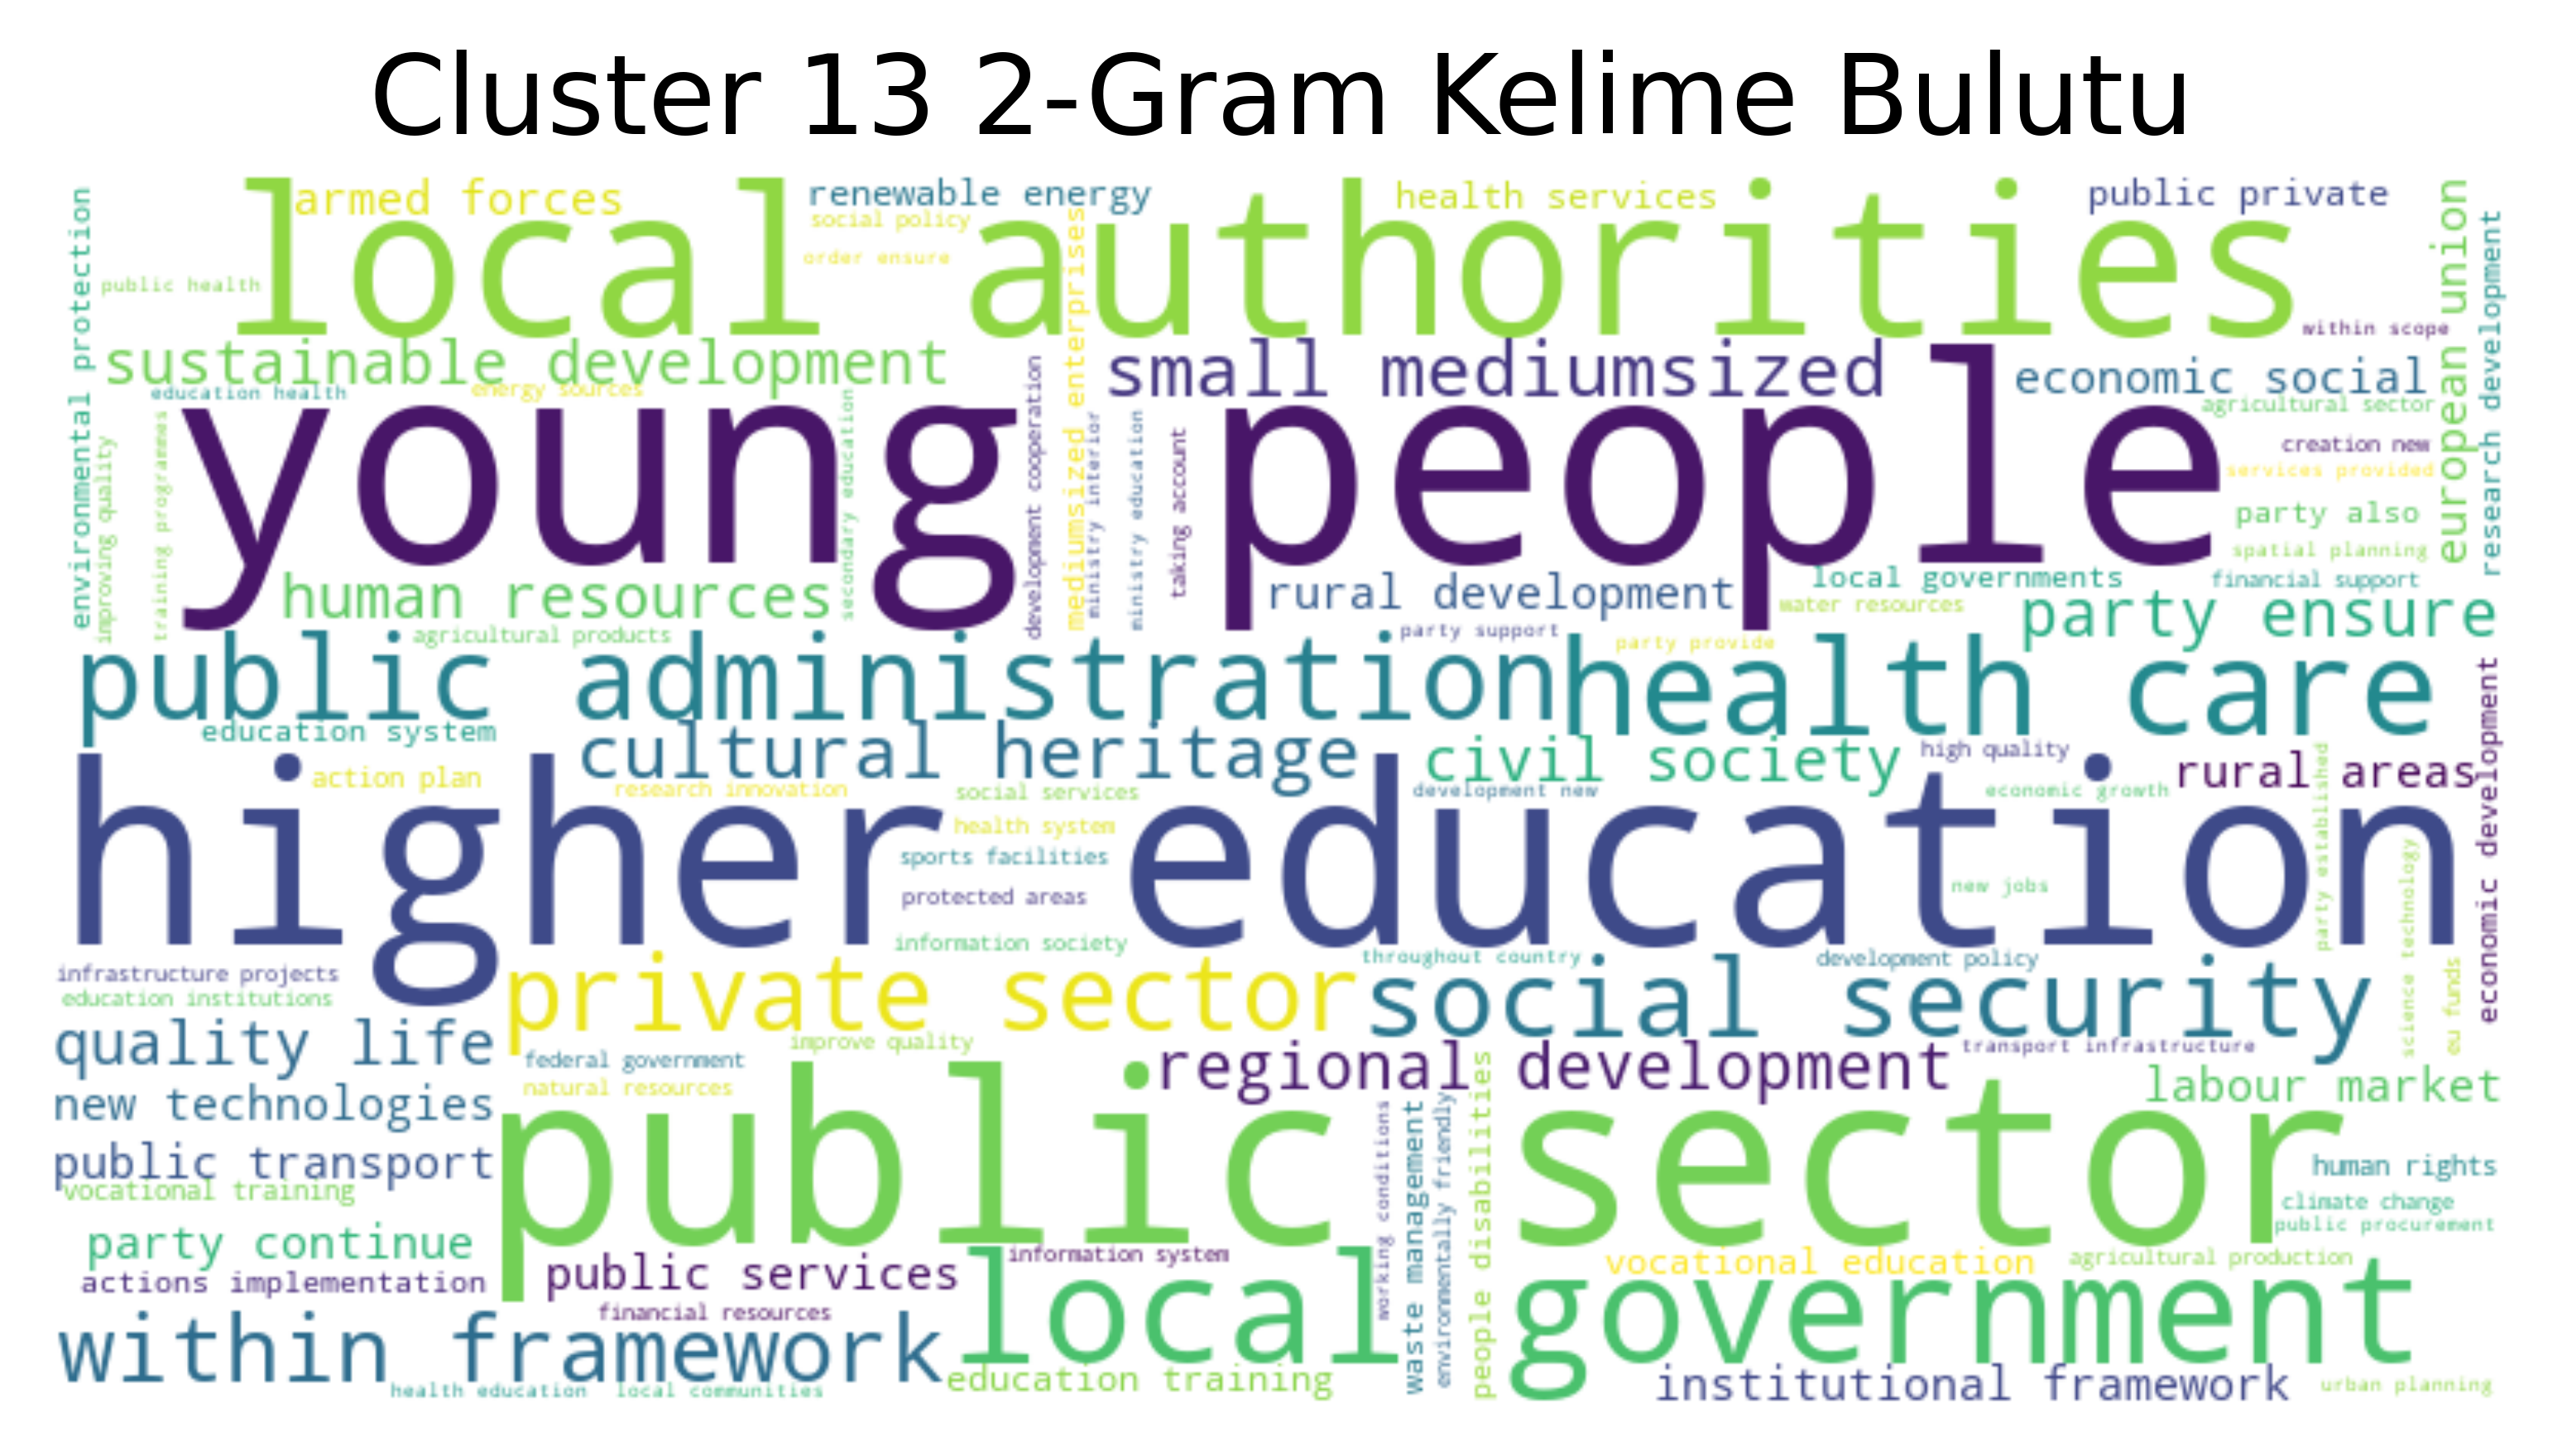 Cluster 13 2-Gram Kelime Bulutu
armed forces
renewable energy
health services
public private
social policy
order ensure
local authorities
public health
environmental protection
european union
research development
within scope
sustainable development
small mediumsized
economic social
education health
energy sources
mediumsized enterprises
agricultural sector
young people
creation new
services provided
party also
spatial planning
improving quality
training programmes
secondary education
development cooperation
ministry interior
ministry education
taking account
human resources
rural development
local governments
financial support
water resources
party ensure
agricultural products
party support
party provide
public administration
health care
education system
cultural heritage
civil society
high quality
rural areas
economic development
action plan
research innovation
social services
development new
economic growth
party established
higher education
health system
sports facilities
protected areas
information society
new jobs
science technology
eu funds
infrastructure projects
education institutions
private sector
throughout country
development policy
social security
quality life
federal government
improve quality
natural resources
regional development
transport infrastructure
labour market
new technologies
public sector
public transport
vocational training
working conditions
waste management
environmentally friendly
people disabilities
human rights
climate change
public procurement
party continue
actions implementation
public services
information system
vocational education
agricultural production
financial resources
local government
within framework
health education
local communities
education training
institutional framework
urban planning